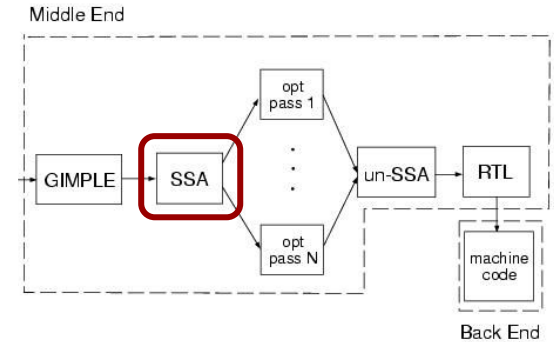 Middle End
opt
pass 1
GIMPLE
SSA
. . .
un-SSA
RTL
opt
pass N
machine
code
Back End